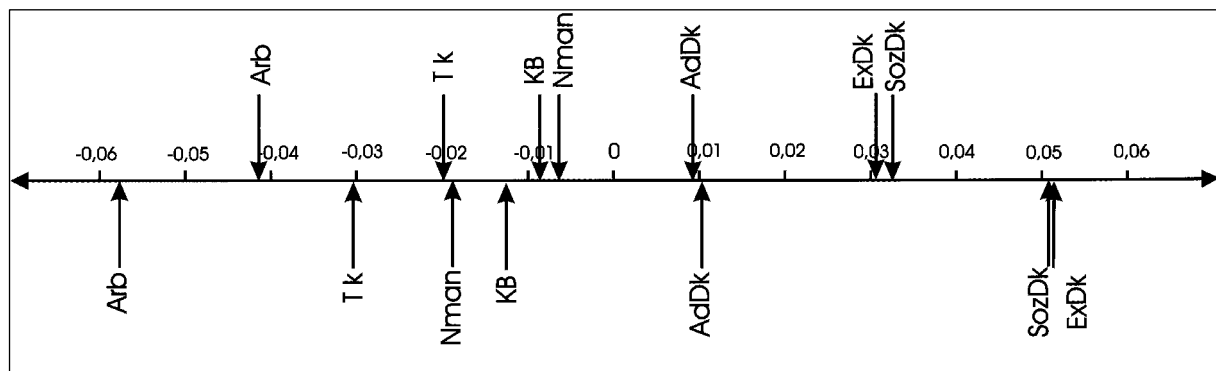 Arb
T k
KB
Nman
AdDk
ExDk
SozDk
-0,06 -0,05 -0,04 -0,03 -0,02 -0,01 0 0,01 0,02 0,03 0,04 0,05 0,06
Arb
T k
Nman
KB
AdDk
SozDk
ExDk